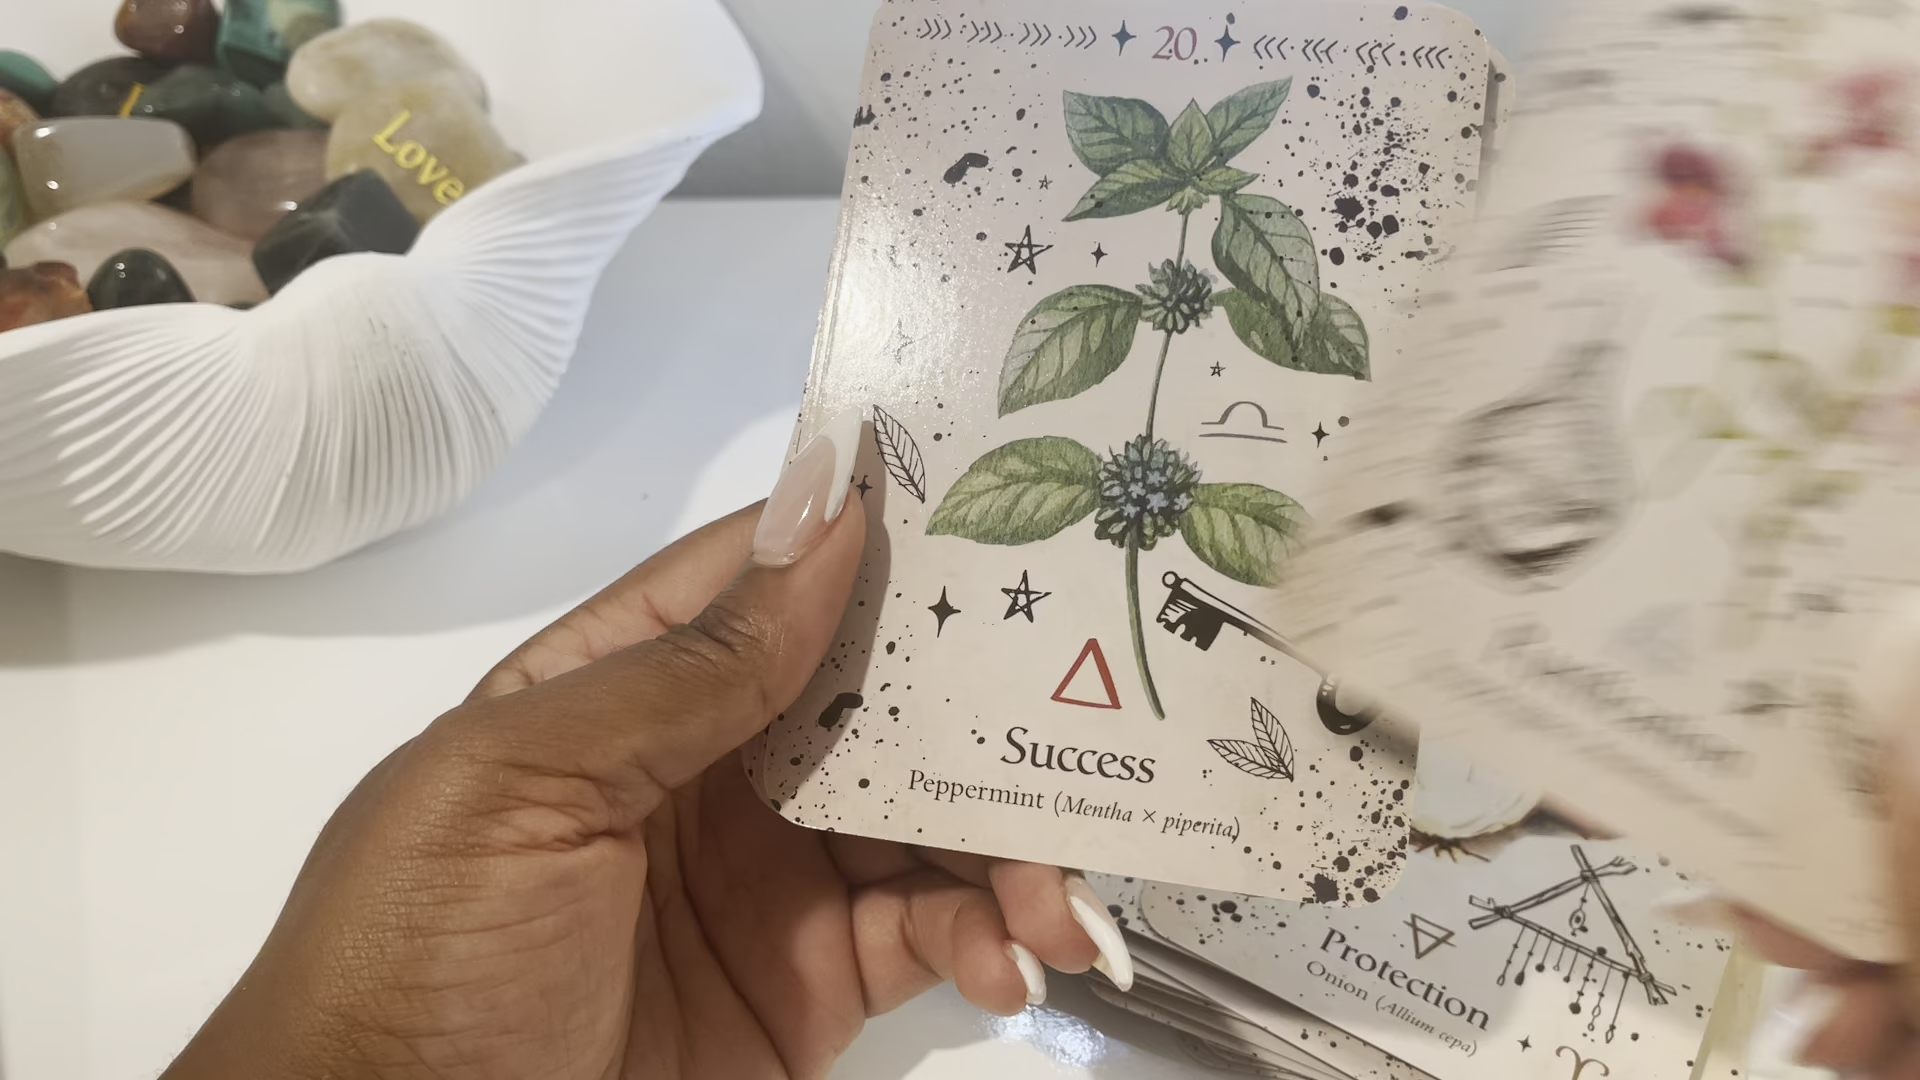 Love
20
Success
Peppermint (Mentha × piperita)
Protection
Onion (Allium cepa)